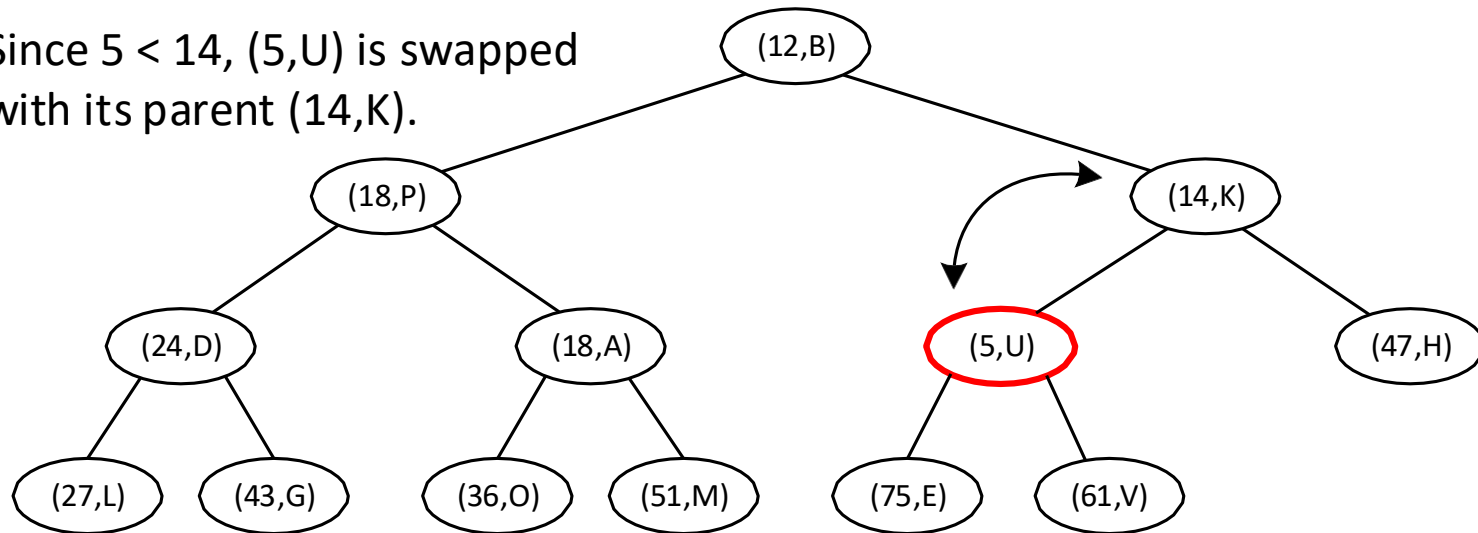 Since 5 < 14, (5,U) is swapped
with its parent (14,K).
(12,B)
(18,P) (14,K)
(24,D) (18,A) (5,U) (47,H)
(27,L) (43,G) (36,O) (51,M) (75,E) (61,V)